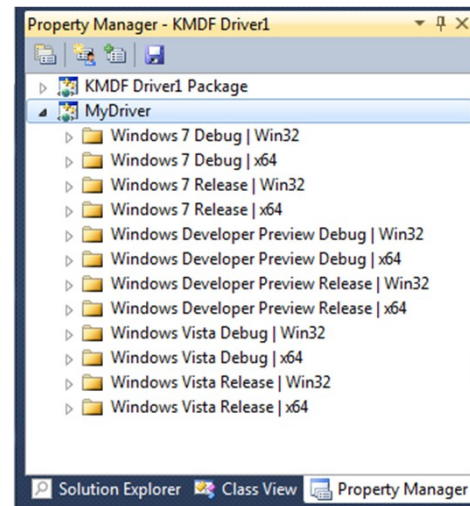 Property Manager - KMDF Driver1
KMDF Driver1 Package
MyDriver
Windows 7 Debug | Win32
Windows 7 Debug | x64
Windows 7 Release | Win32
Windows 7 Release | x64
Windows Developer Preview Debug | Win32
Windows Developer Preview Debug | x64
Windows Developer Preview Release | Win32
Windows Developer Preview Release | x64
Windows Vista Debug | Win32
Windows Vista Debug | x64
Windows Vista Release | Win32
Windows Vista Release | x64
Solution Explorer Class View Property Manager